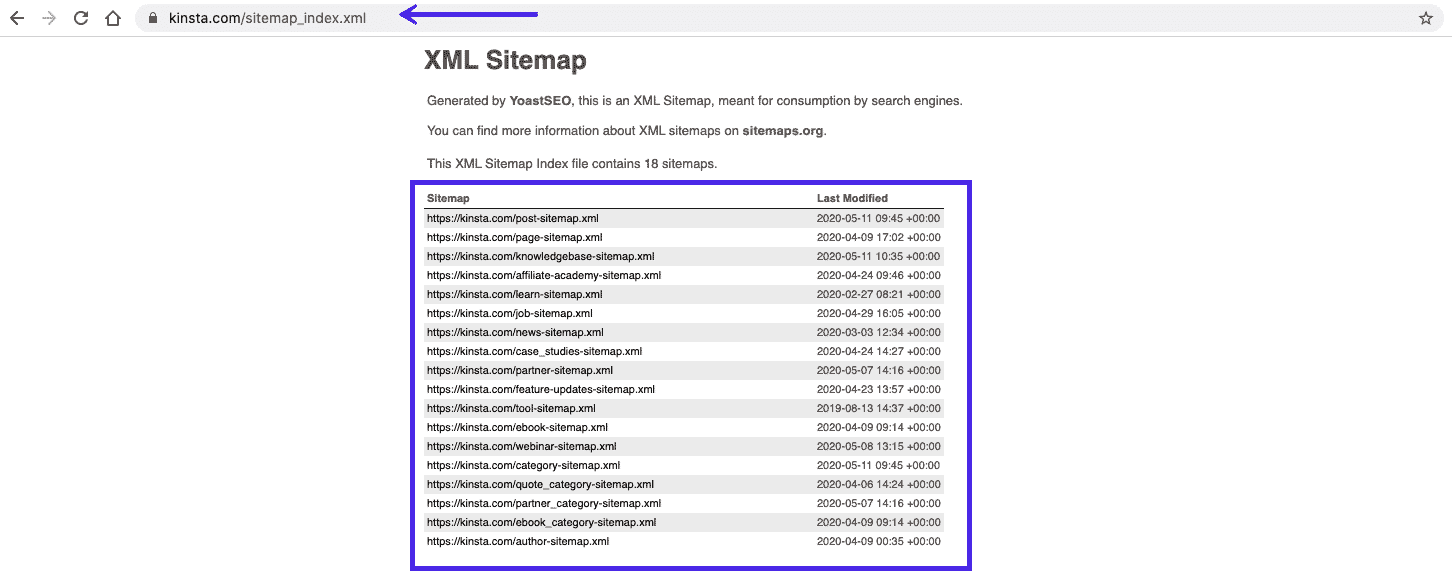 kinsta.com/sitemap_index.xml
XML Sitemap
Generated by YoastSEO, this is an XML Sitemap, meant for consumption by search engines.
You can find more information about XML sitemaps on sitemaps.org.
This XML Sitemap Index file contains 18 sitemaps.
Sitemap Last Modified
https://kinsta.com/post-sitemap.xml 2020-05-11 09:45 +00:00
https://kinsta.com/page-sitemap.xml 2020-04-09 17:02 +00:00
https://kinsta.com/knowledgebase-sitemap.xml 2020-05-11 10:35 +00:00
https://kinsta.com/affiliate-academy-sitemap.xml 2020-04-24 09:46 +00:00
https://kinsta.com/learn-sitemap.xml 2020-02-27 08:21 +00:00
https://kinsta.com/job-sitemap.xml 2020-04-29 16:05 +00:00
https://kinsta.com/news-sitemap.xml 2020-03-03 12:34 +00:00
https://kinsta.com/case_studies-sitemap.xml 2020-04-24 14:27 +00:00
https://kinsta.com/partner-sitemap.xml 2020-05-07 14:16 +00:00
https://kinsta.com/feature-updates-sitemap.xml 2020-04-23 13:57 +00:00
https://kinsta.com/tool-sitemap.xml 2019-08-13 14:37 +00:00
https://kinsta.com/ebook-sitemap.xml 2020-04-09 09:14 +00:00
https://kinsta.com/webinar-sitemap.xml 2020-05-08 13:15 +00:00
https://kinsta.com/category-sitemap.xml 2020-05-11 09:45 +00:00
https://kinsta.com/quote_category-sitemap.xml 2020-04-06 14:24 +00:00
https://kinsta.com/partner_category-sitemap.xml 2020-05-07 14:16 +00:00
https://kinsta.com/ebook_category-sitemap.xml 2020-04-09 09:14 +00:00
https://kinsta.com/author-sitemap.xml 2020-04-09 00:35 +00:00